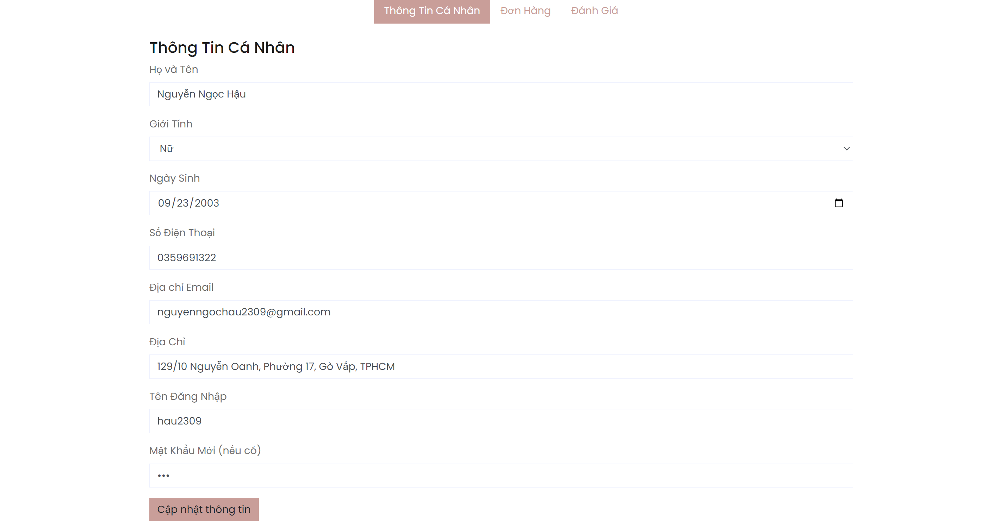 Thông Tin Cá Nhân Đơn Hàng Đánh Giá
Thông Tin Cá Nhân
Họ và Tên
Nguyễn Ngọc Hậu
Giới Tính
Nữ
Ngày Sinh
09/23/2003
Số Điện Thoại
0359691322
Địa chỉ Email
nguyenngochau2309@gmail.com
Địa Chỉ
129/10 Nguyễn Oanh, Phường 17, Gò Vấp, TPHCM
Tên Đăng Nhập
hau2309
Mật Khẩu Mới (nếu có)
•••
Cập nhật thông tin